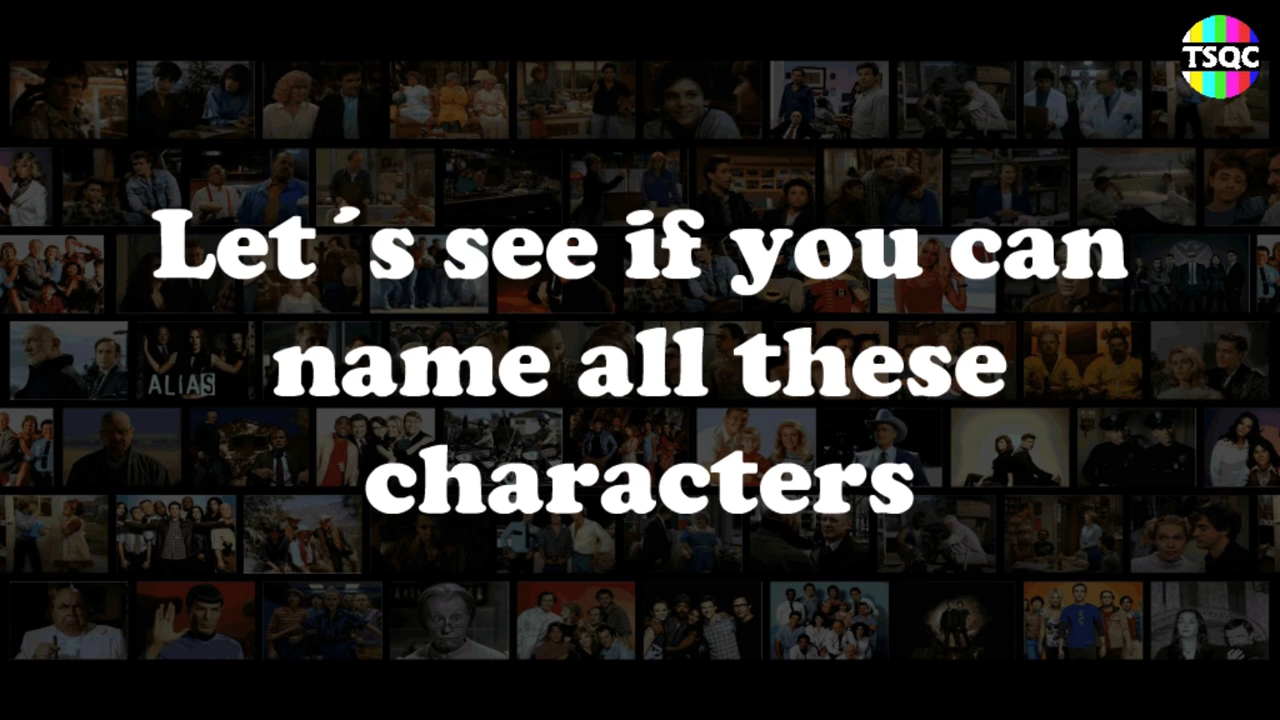 TSQC
Let´s see if you can
name all these
characters
ALIAS